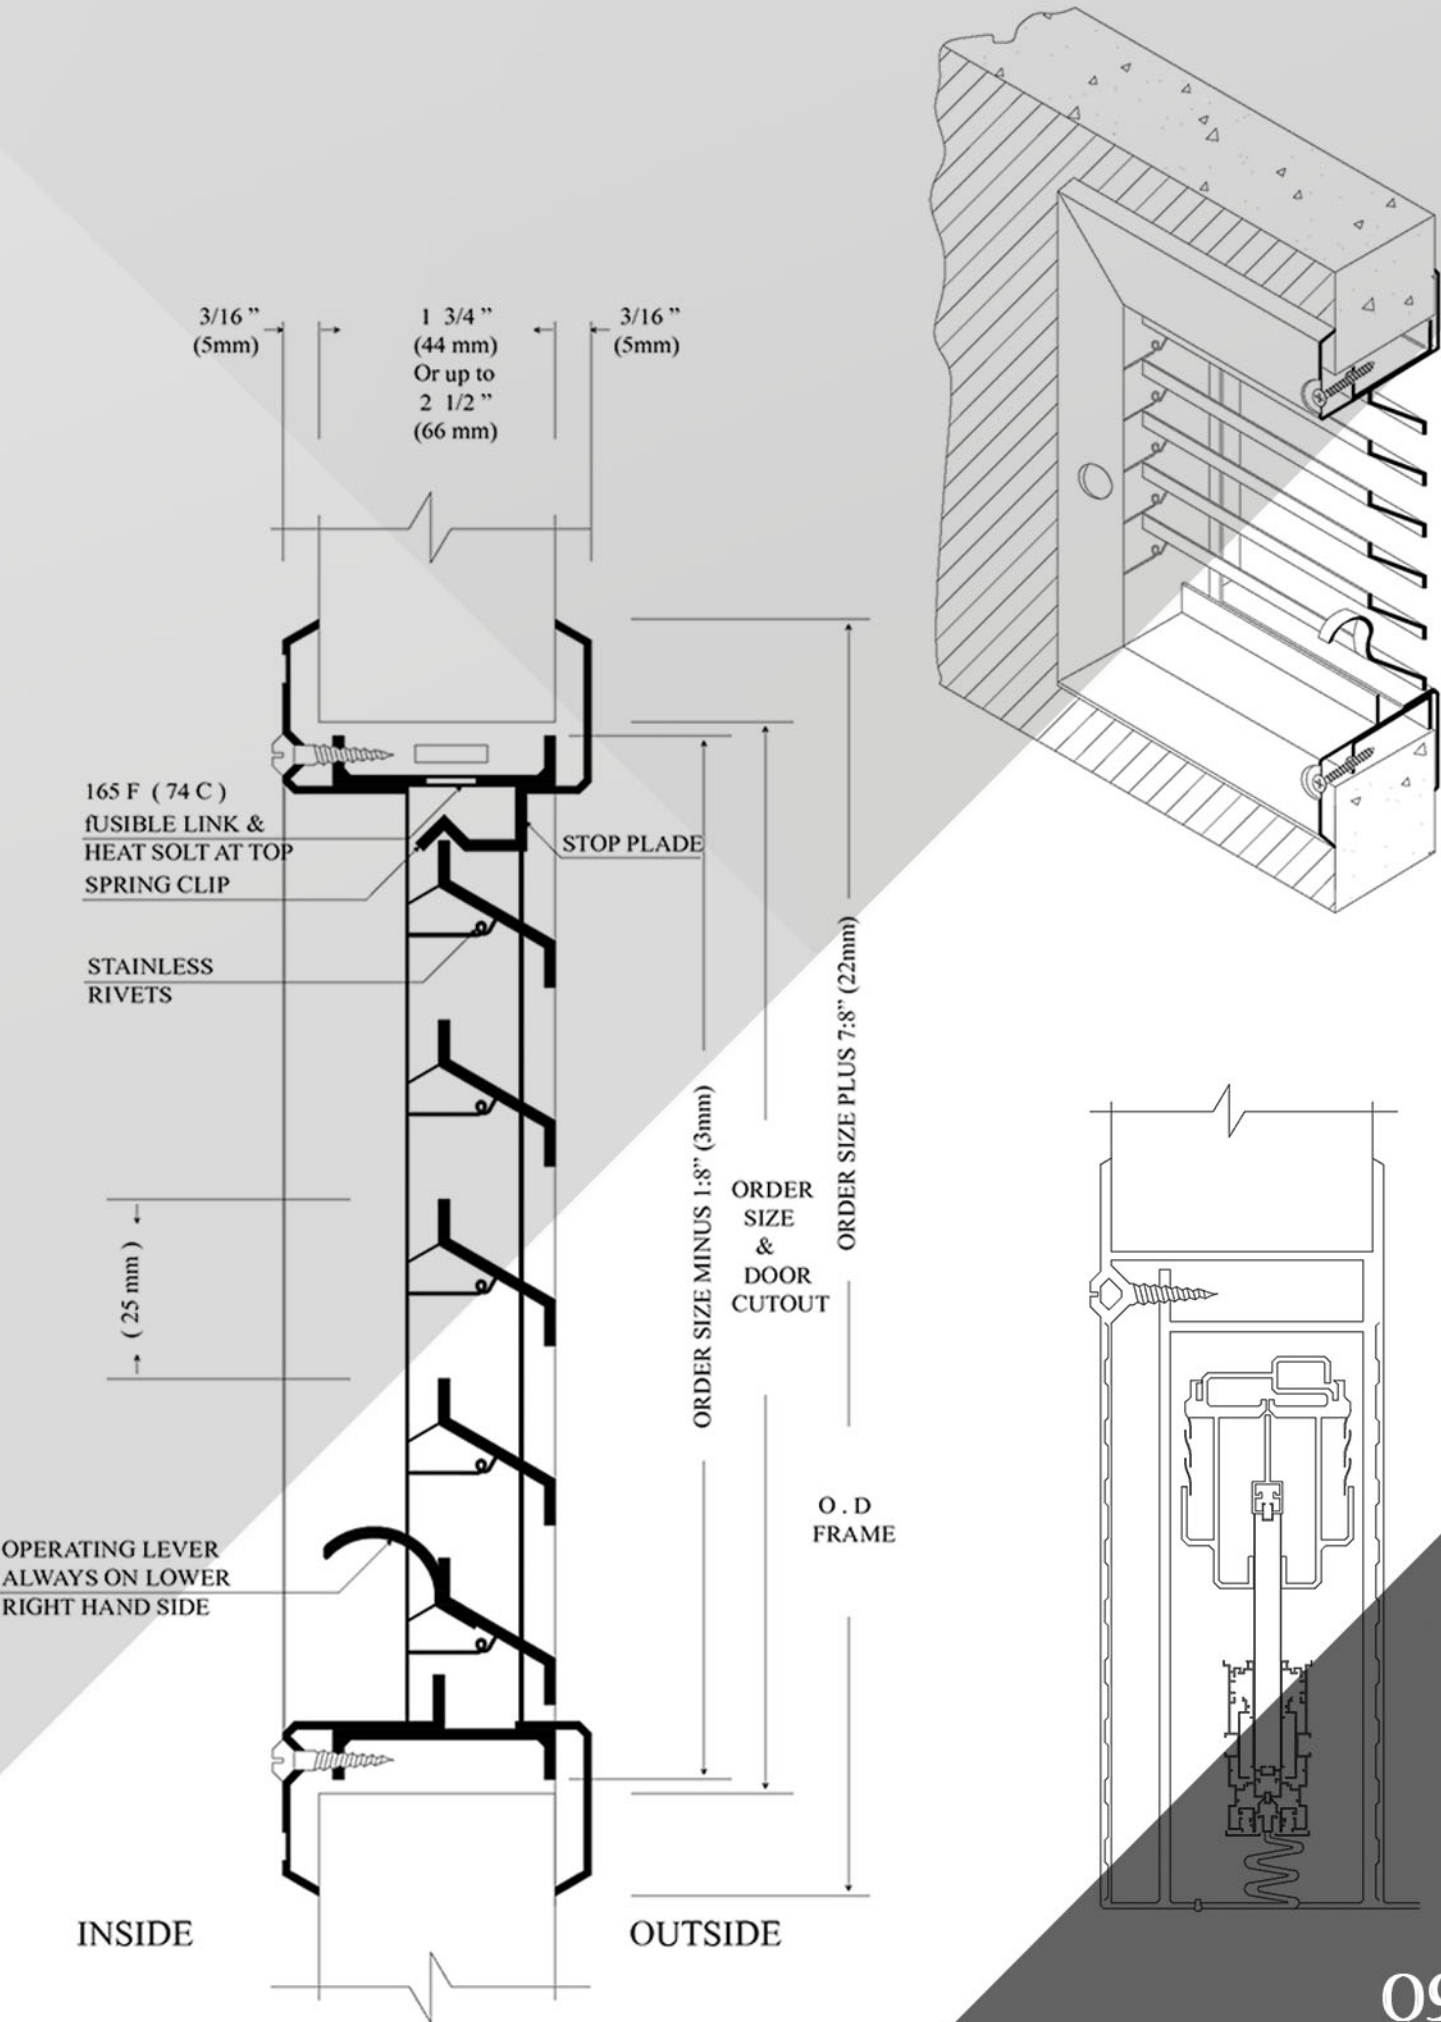 3/16 ”
(5mm)
1 3/4 ”
(44 mm)
Or up to
2 1/2 ”
(66 mm)
3/16 ”
(5mm)
165 F ( 74 C )
fUSIBLE LINK &
HEAT SOLT AT TOP
SPRING CLIP
STOP PLADE
STAINLESS
RIVETS
( 25 mm )
ORDER SIZE MINUS 1:8” (3mm)
ORDER
SIZE
&
DOOR
CUTOUT
ORDER SIZE PLUS 7:8” (22mm)
O . D
FRAME
OPERATING LEVER
ALWAYS ON LOWER
RIGHT HAND SIDE
INSIDE
OUTSIDE
09